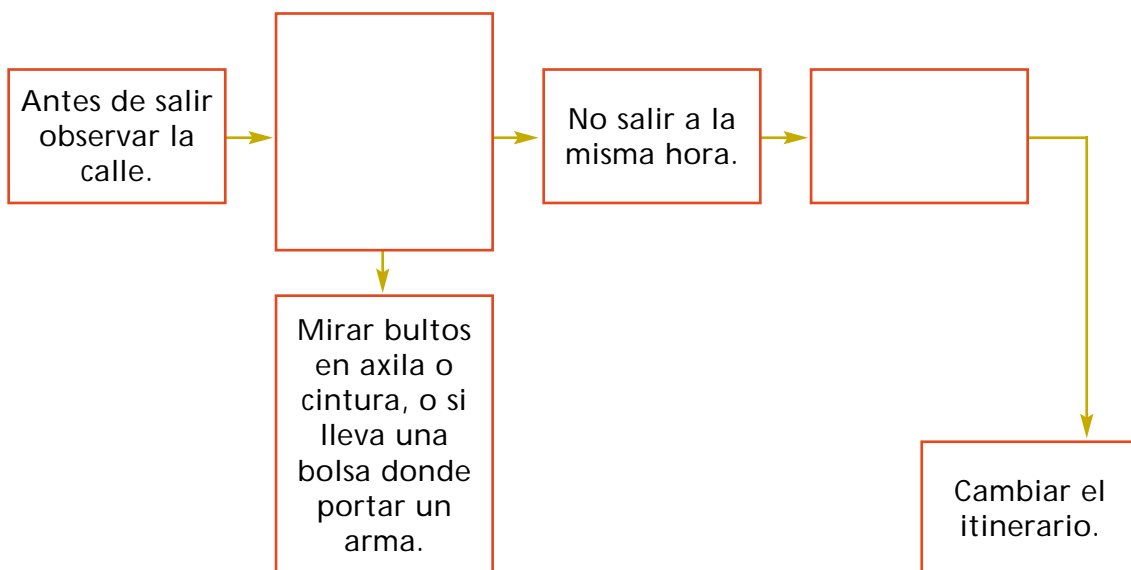 Antes de salir
observar la
calle.
No salir a la
misma hora.
Mirar bultos
en axila o
cintura, o si
lleva una
bolsa donde
portar un
arma.
Cambiar el
itinerario.